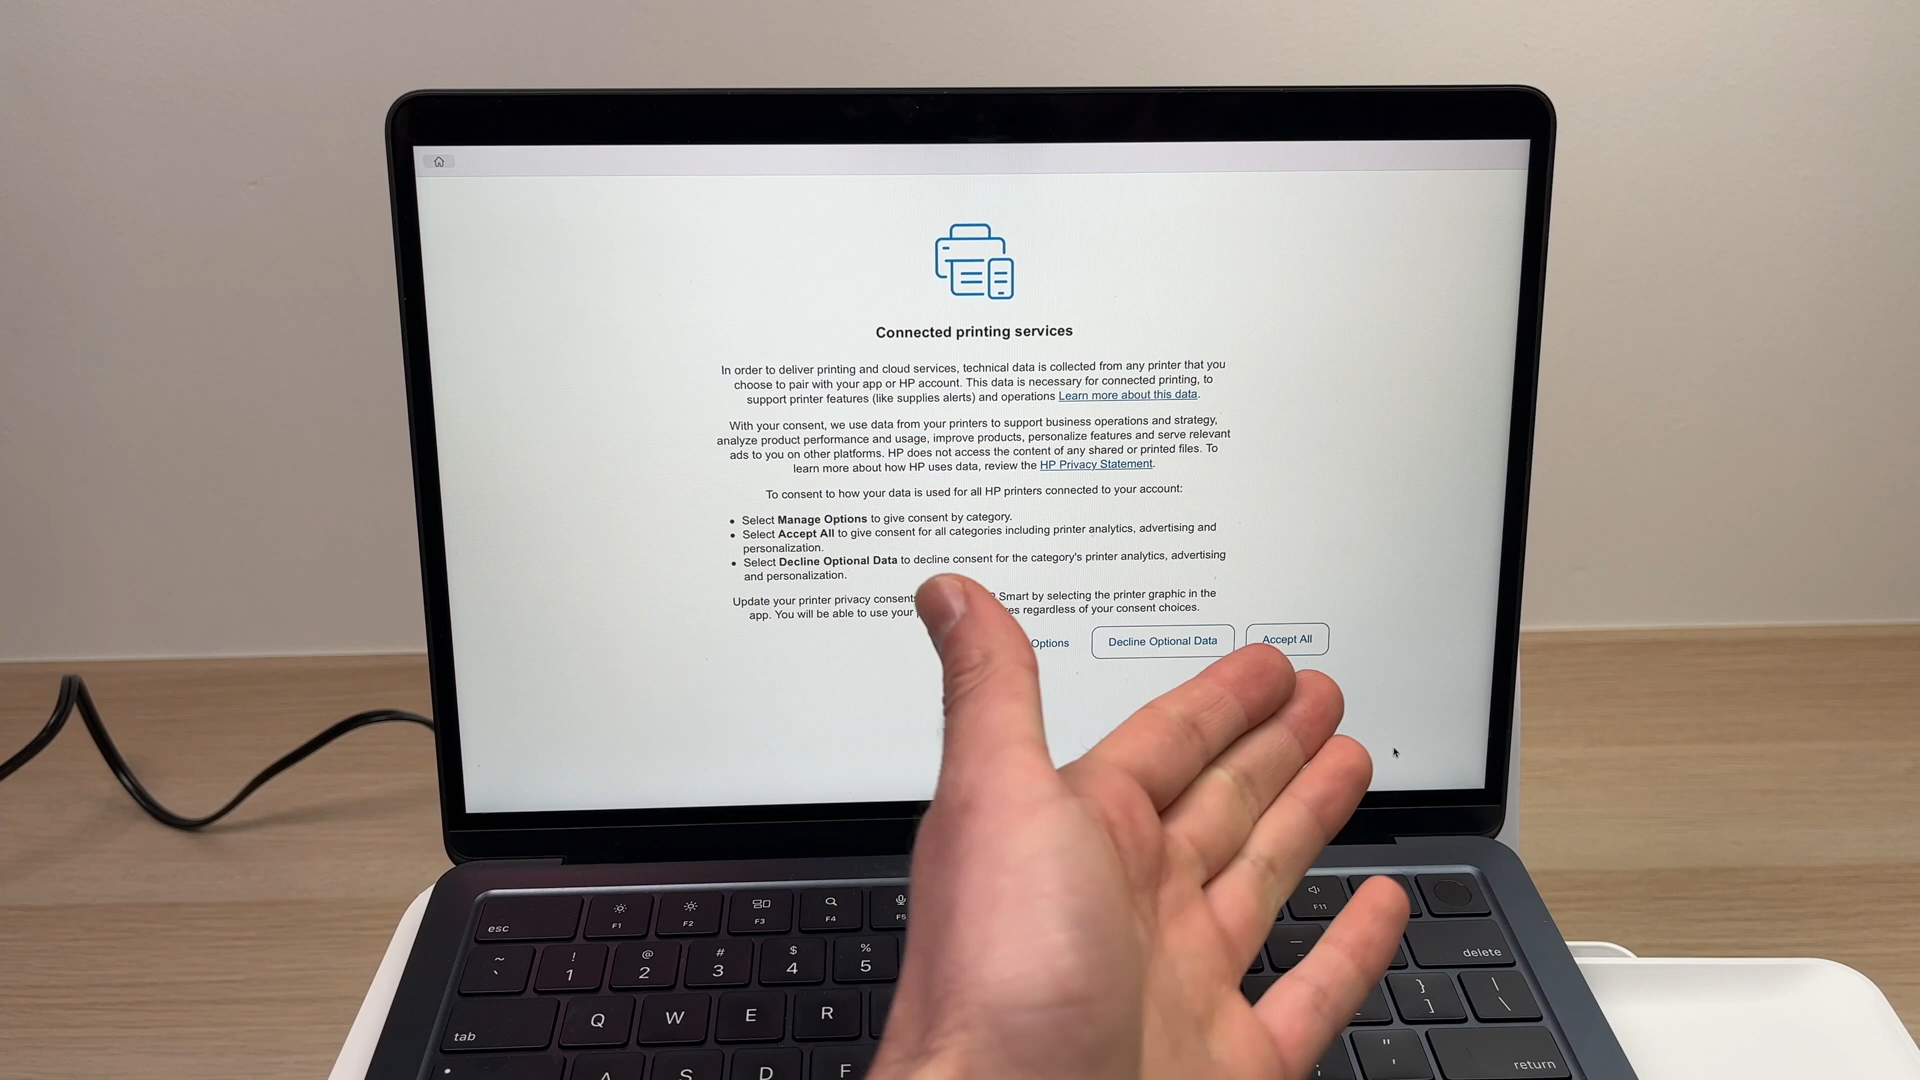 Connected printing services
In order to deliver printing and cloud services, technical data is collected from any printer that you
choose to pair with your app or HP account. This data is necessary for connected printing, to
support printer features (like supplies alerts) and operations Learn more about this data.
With your consent, we use data from your printers to support business operations and strategy,
analyze product performance and usage, improve products, personalize features and serve relevant
ads to you on other platforms. HP does not access the content of any shared or printed files. To
learn more about how HP uses data, review the HP Privacy Statement.
To consent to how your data is used for all HP printers connected to your account:
• Select Manage Options to give consent by category.
• Select Accept All to give consent for all categories including printer analytics, advertising and
personalization.
• Select Decline Optional Data to decline consent for the category's printer analytics, advertising
and personalization.
Update your printer privacy consents Smart by selecting the printer graphic in the
app. You will be able to use your regardless of your consent choices.
Options Decline Optional Data Accept All
esc F1 F2 F3 F4 F5 F11
~ ` ! 1 @ 2 # 3 $ 4 % 5 — delete
tab Q W E R } ] | \
A S D F " ' ; return